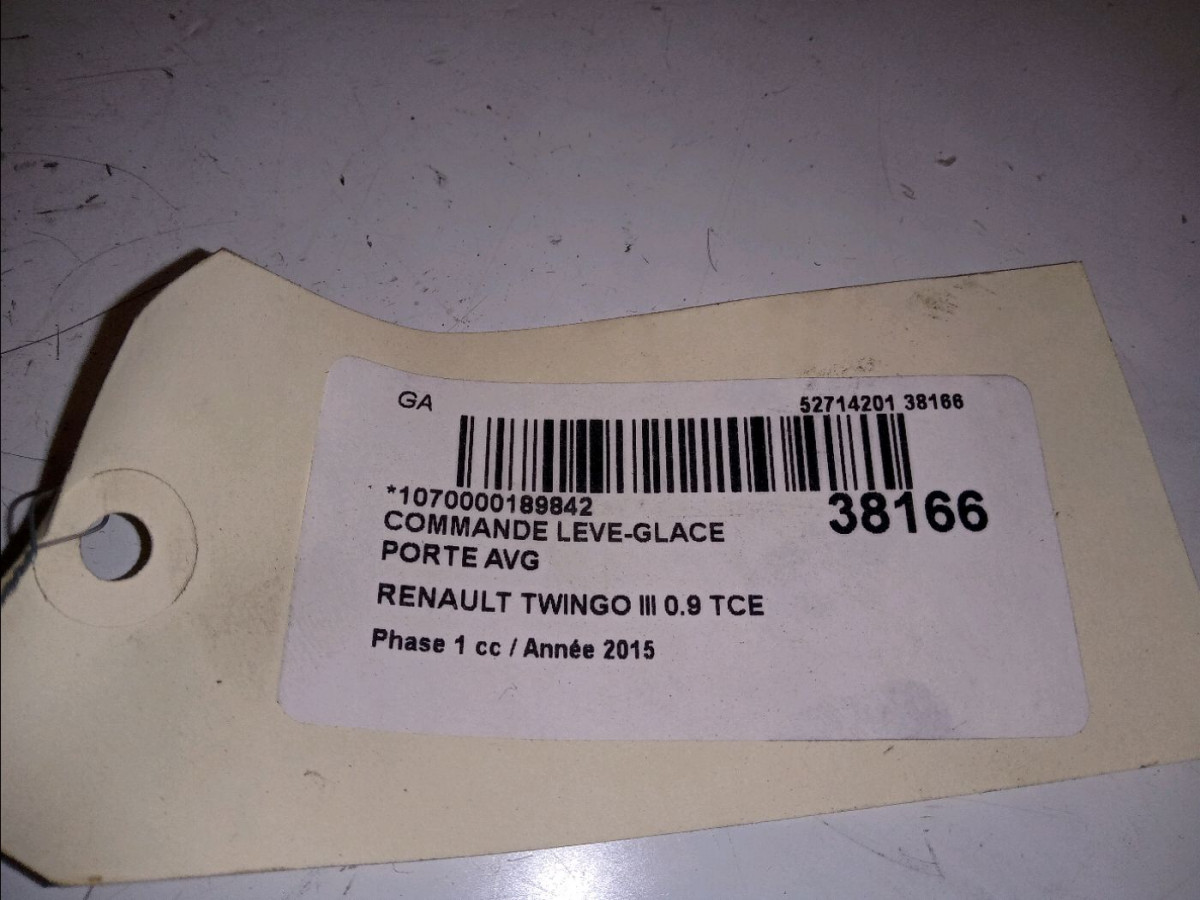 GA 52714201 38166
*1070000189842
38166
COMMANDE LEVE-GLACE
PORTE AVG
RENAULT TWINGO III 0.9 TCE
Phase 1 cc / Année 2015